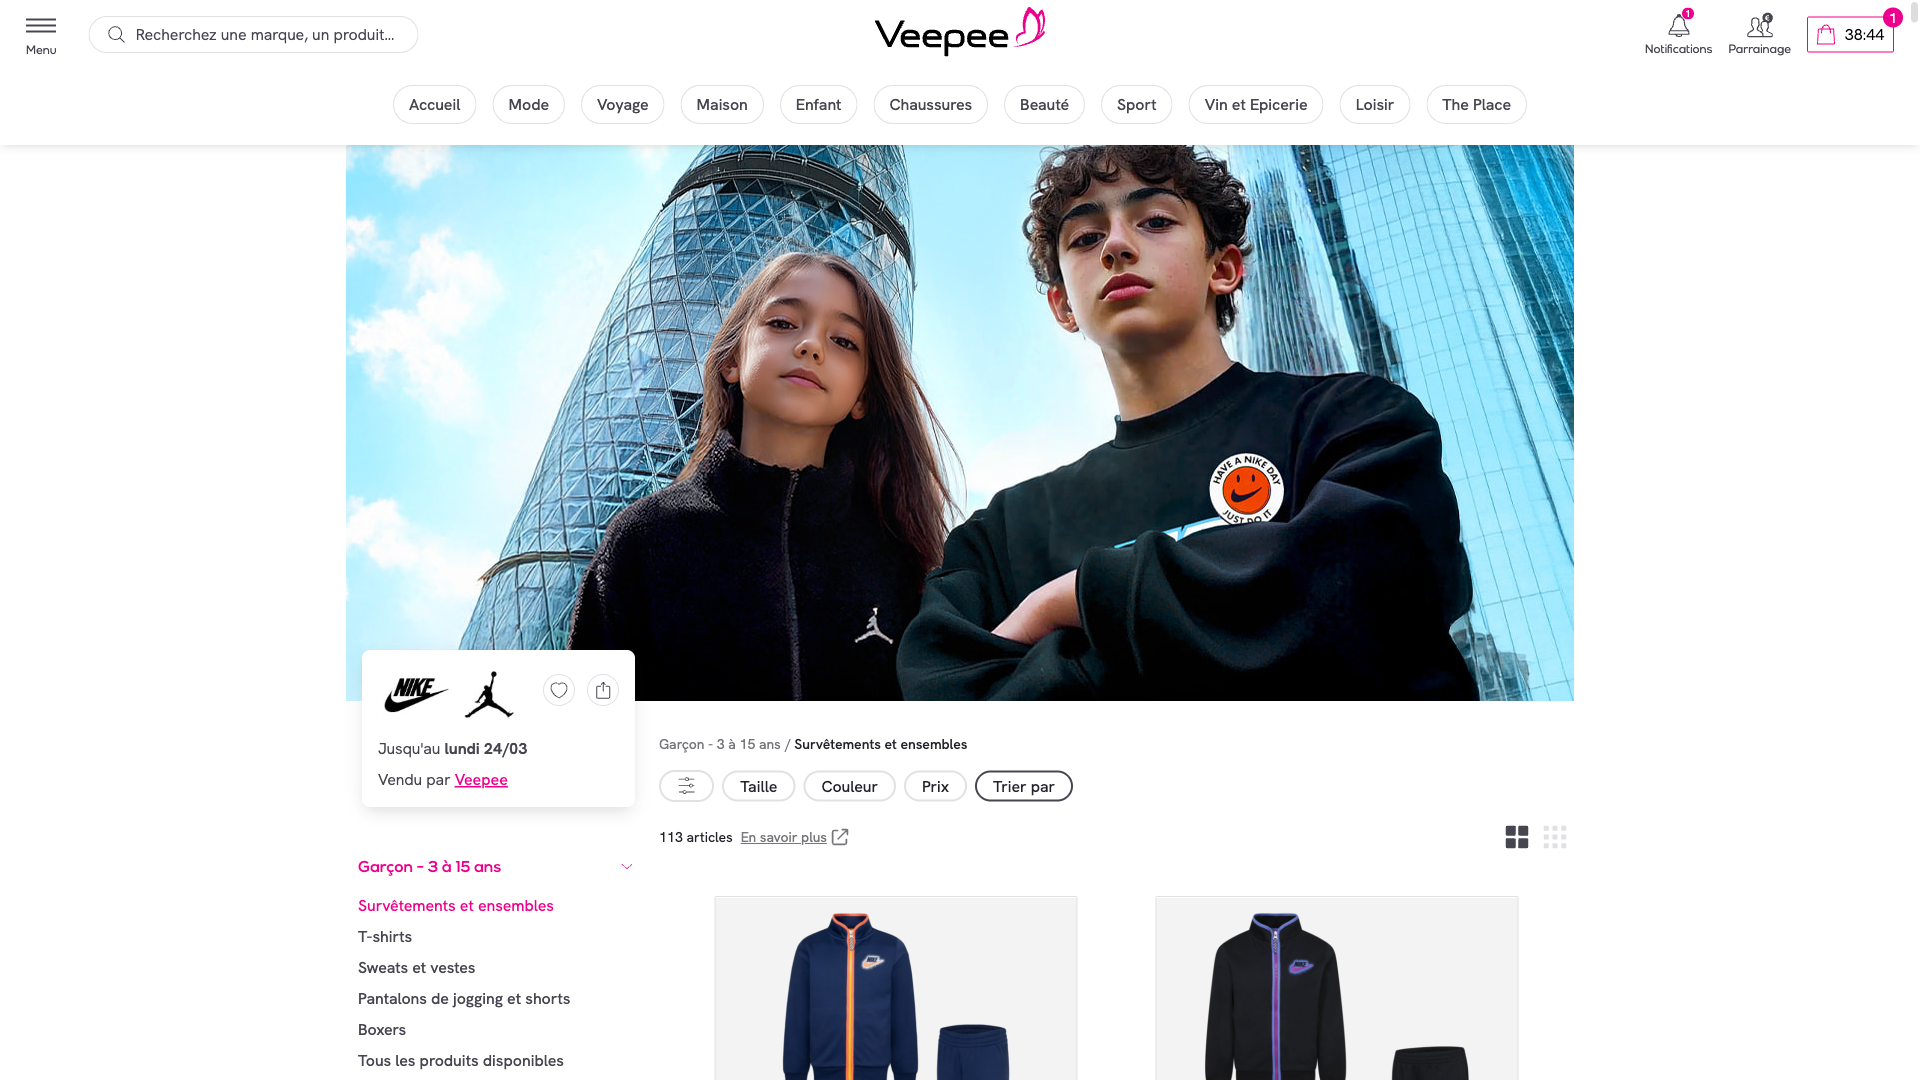 Menu
Recherchez une marque, un produit...
Veepee
1
Notifications
€
Parrainage
1
38:44
Accueil
Mode
Voyage
Maison
Enfant
Chaussures
Beauté
Sport
Vin et Epicerie
Loisir
The Place
HAVE A NIKE DAY
JUST DO IT
NIKE
Jusqu'au lundi 24/03
Vendu par Veepee
Garçon - 3 à 15 ans / Survêtements et ensembles
Taille
Couleur
Prix
Trier par
113 articles En savoir plus
Garçon - 3 à 15 ans
Survêtements et ensembles
T-shirts
Sweats et vestes
Pantalons de jogging et shorts
Boxers
Tous les produits disponibles
NIKE
NIKE